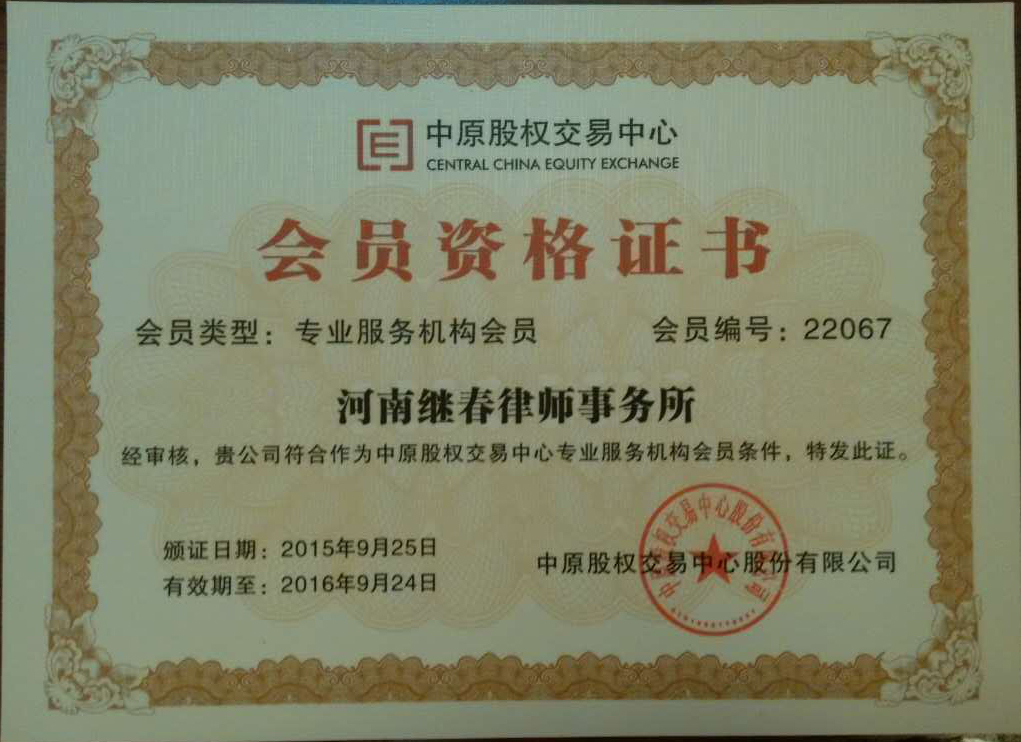 中原股权交易中心
CENTRAL CHINA EQUITY EXCHANGE
会员资格证书
会员类型：专业服务机构会员 会员编号：22067
河南继春律师事务所
经审核，贵公司符合作为中原股权交易中心专业服务机构会员条件，特发此证。
颁证日期：2015年9月25日
中原股权交易中心股份有限公司
有效期至：2016年9月24日